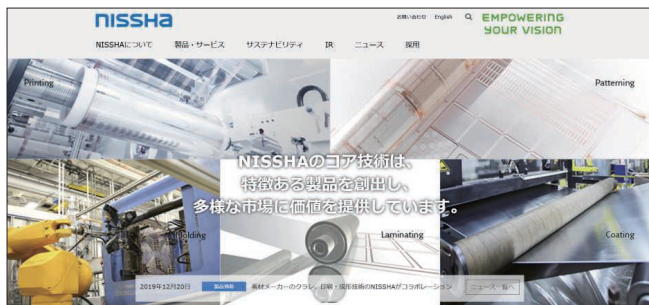 NISSHA
お問い合わせ English
EMPOWERING
YOUR VISION
NISSHAについて 製品・サービス サステナビリティ IR ニュース 採用
Printing
Patterning
NISSHAのコア技術は、
特徴ある製品を創出し、
多様な市場に価値を提供しています。
Molding
Laminating
Coating
2019年12月20日 製品情報 素材メーカーのクラレ、印刷・成形技術のNISSHAがコラボレーション ニュース一覧へ